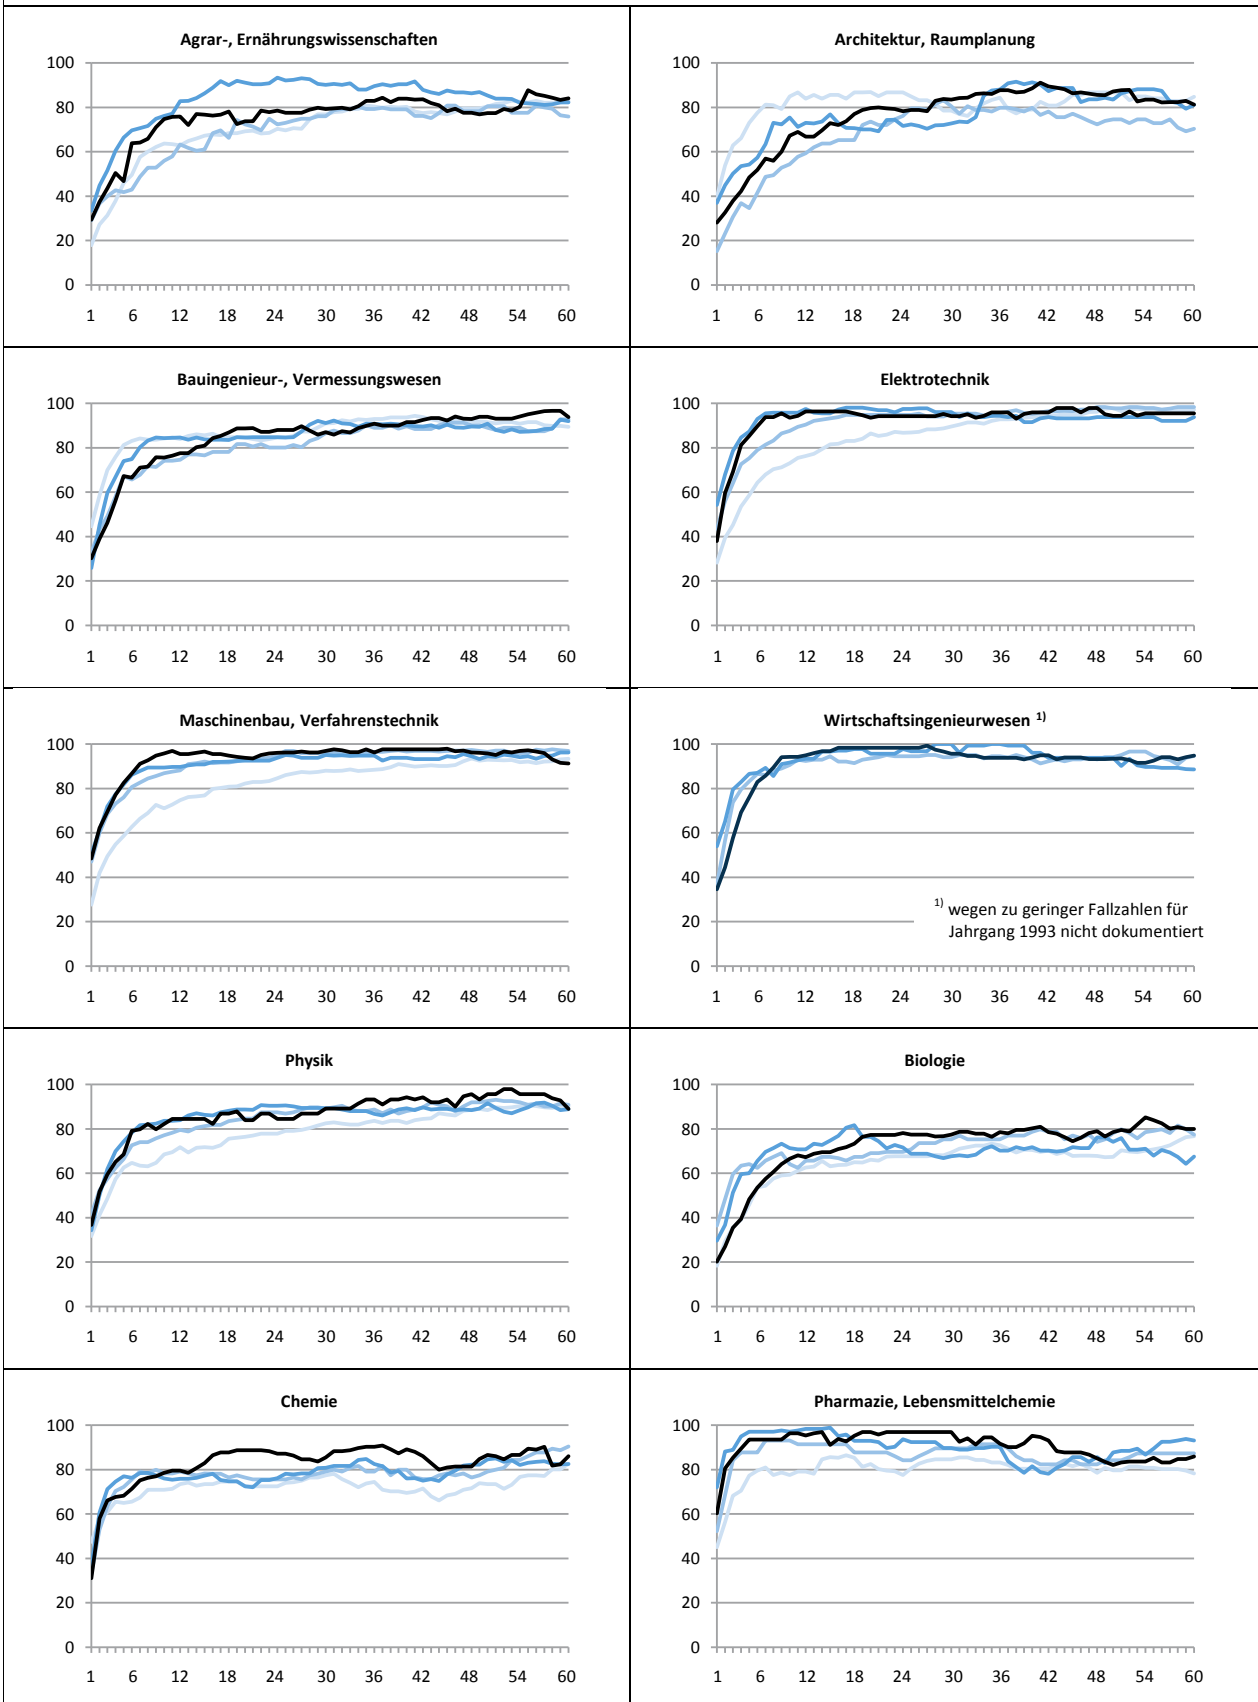 Agrar-, Ernährungswissenschaften
100
80
60
40
20
0
1 6 12 18 24 30 36 42 48 54 60
Architektur, Raumplanung
100
80
60
40
20
0
1 6 12 18 24 30 36 42 48 54 60
Bauingenieur-, Vermessungswesen
100
80
60
40
20
0
1 6 12 18 24 30 36 42 48 54 60
Elektrotechnik
100
80
60
40
20
0
1 6 12 18 24 30 36 42 48 54 60
Maschinenbau, Verfahrenstechnik
100
80
60
40
20
0
1 6 12 18 24 30 36 42 48 54 60
Wirtschaftsingenieurwesen 1)
100
80
60
40
20
0
1) wegen zu geringer Fallzahlen für
Jahrgang 1993 nicht dokumentiert
1 6 12 18 24 30 36 42 48 54 60
Physik
100
80
60
40
20
0
1 6 12 18 24 30 36 42 48 54 60
Biologie
100
80
60
40
20
0
1 6 12 18 24 30 36 42 48 54 60
Chemie
100
80
60
40
20
0
1 6 12 18 24 30 36 42 48 54 60
Pharmazie, Lebensmittelchemie
100
80
60
40
20
0
1 6 12 18 24 30 36 42 48 54 60